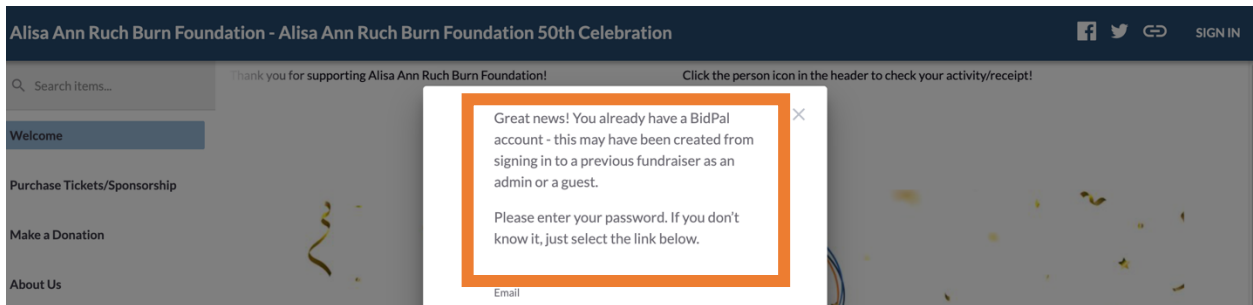 Alisa Ann Ruch Burn Foundation - Alisa Ann Ruch Burn Foundation 50th Celebration
SIGN IN
Search items...
Thank you for supporting Alisa Ann Ruch Burn Foundation!
Click the person icon in the header to check your activity/receipt!
Welcome
Purchase Tickets/Sponsorship
Make a Donation
About Us
Great news! You already have a BidPal
account - this may have been created from
signing in to a previous fundraiser as an
admin or a guest.
Please enter your password. If you don't
know it, just select the link below.
Email